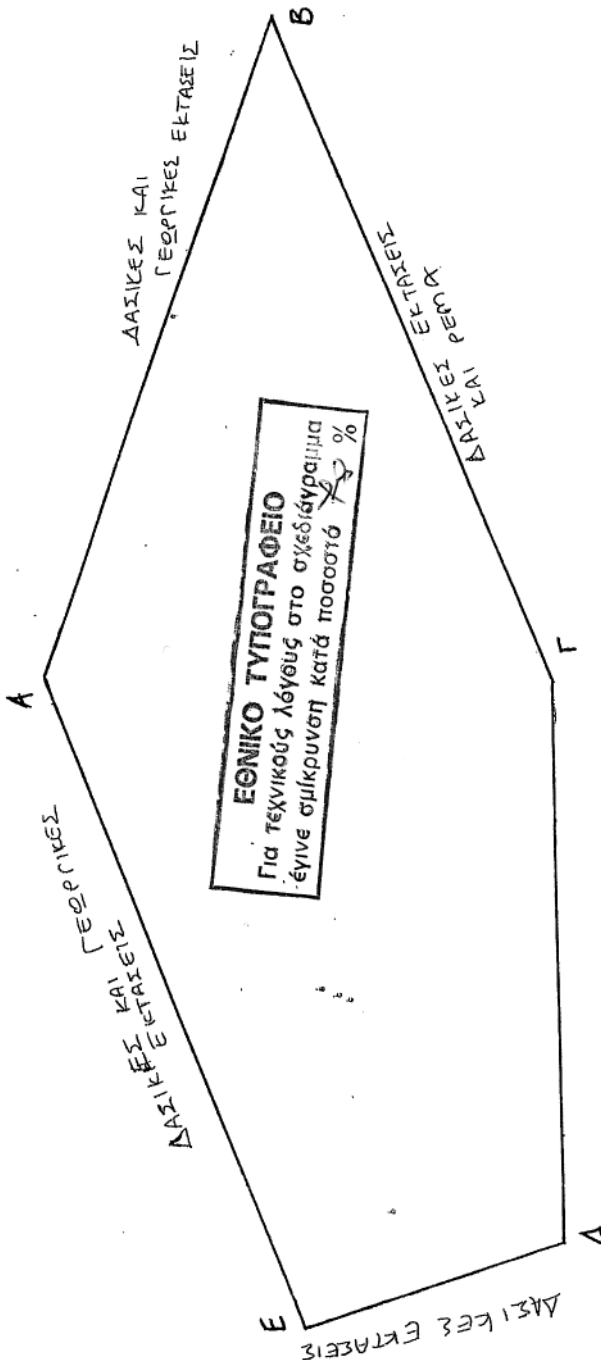 Α
ΔΑΣΙΚΕΣ ΚΑΙ
ΓΕΩΡΓΙΚΕΣ ΕΚΤΑΣΕΙΣ
Β
ΔΑΣΙΚΕΣ ΕΚΤΑΣΕΙΣ
ΚΑΙ ΡΕΜΑ
Γ
Δ
ΔΑΣΙΚΕΣ ΕΚΤΑΣΕΙΣ
Ε
ΔΑΣΙΚΕΣ ΚΑΙ ΓΕΩΡΓΙΚΕΣ
ΕΚΤΑΣΕΙΣ
ΕΘΝΙΚΟ ΤΥΠΟΓΡΑΦΕΙΟ
Για τεχνικούς λόγους στο σχεδιάγραμμα
έγινε σμίκρυνση κατά ποσοστό %